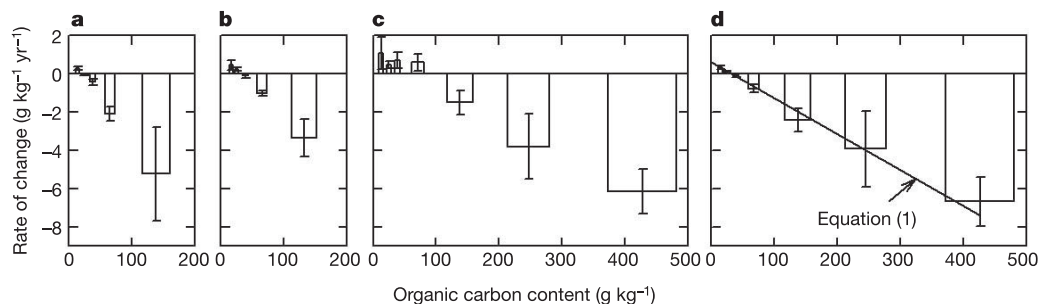 a b c d
2
0
−2
−4
−6
−8
Rate of change (g kg⁻¹ yr⁻¹)
Equation (1)
0 100 200 0 100 200 0 100 200 300 400 500 0 100 200 300 400 500
Organic carbon content (g kg⁻¹)